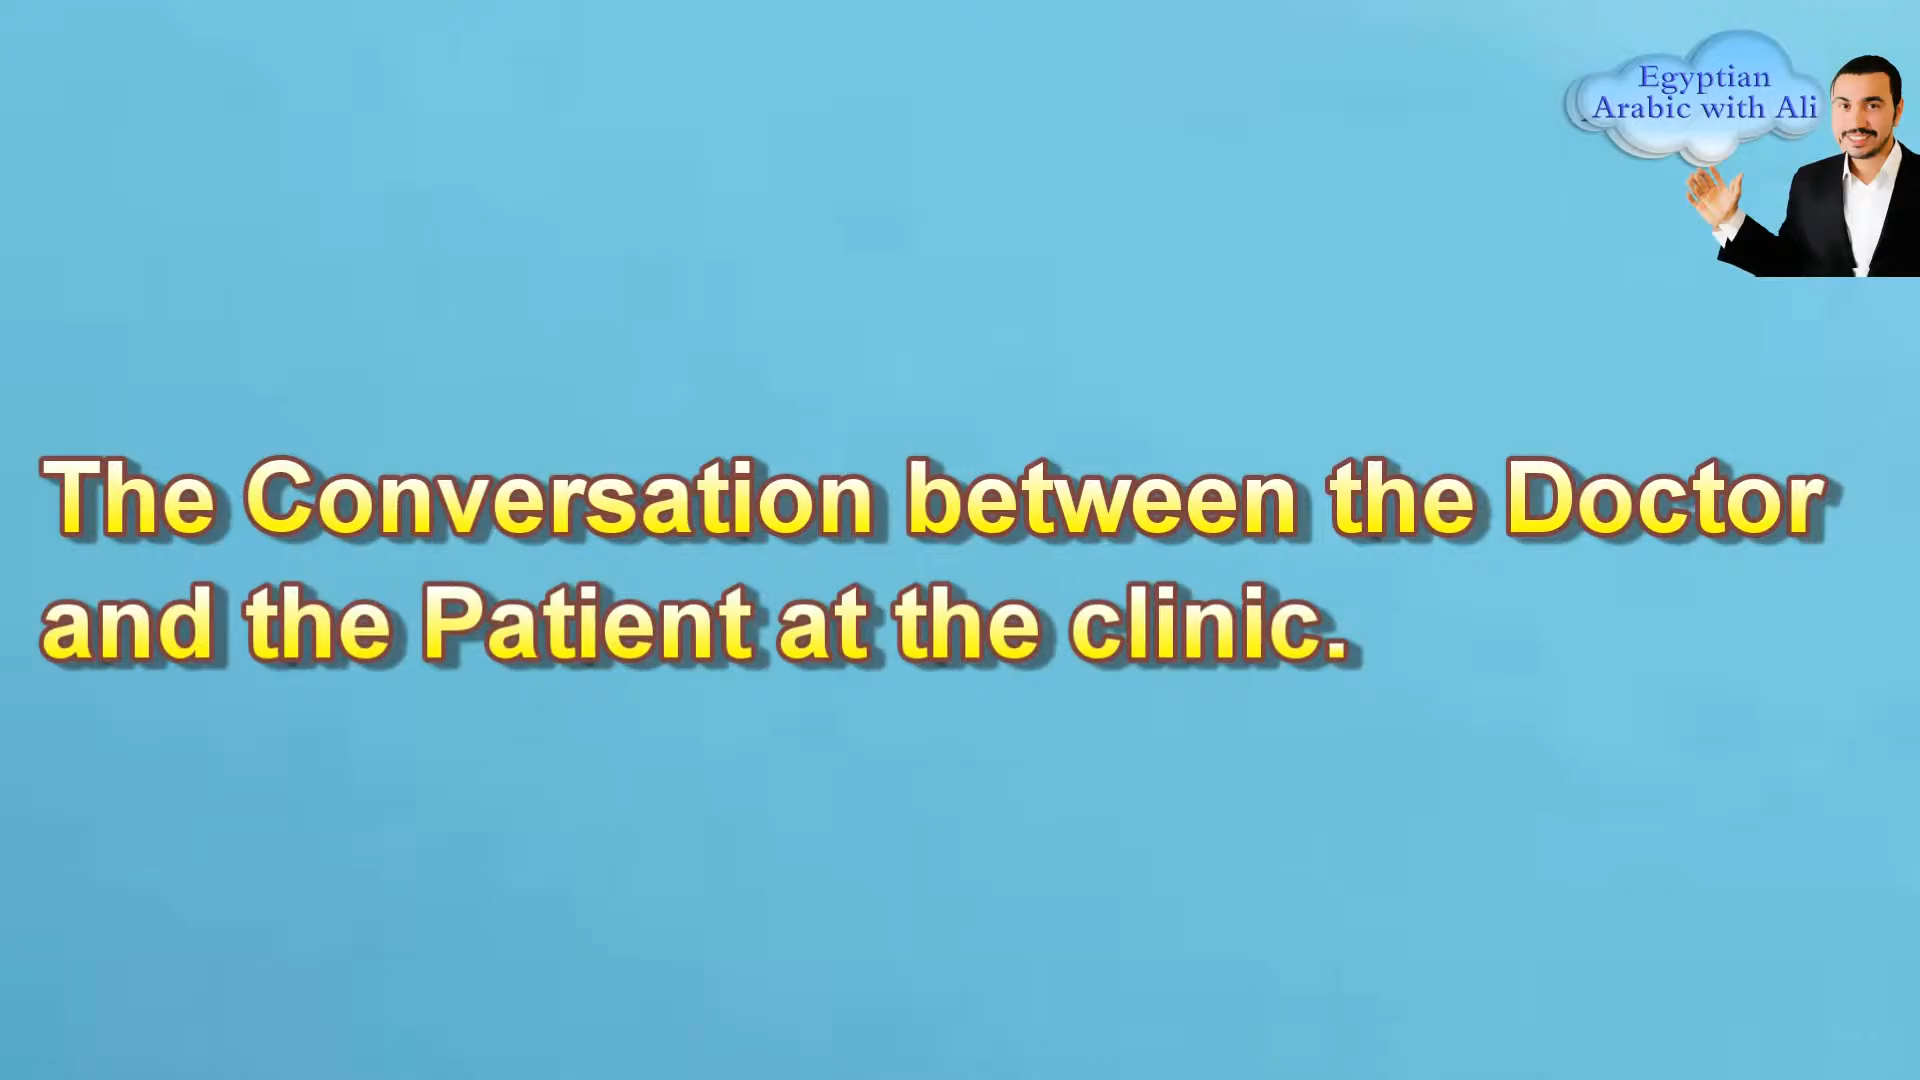 Egyptian
Arabic with Ali
The Conversation between the Doctor
and the Patient at the clinic.